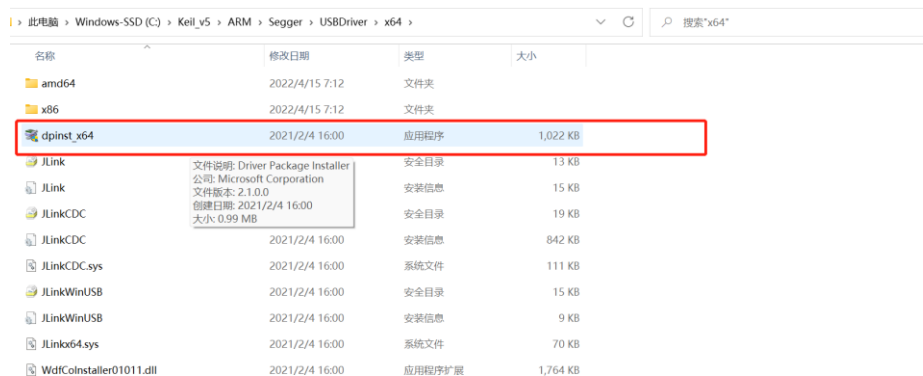 › 此电脑 › Windows-SSD (C:) › Keil_v5 › ARM › Segger › USBDriver › x64 › 搜索"x64"
名称 修改日期 类型 大小
amd64 2022/4/15 7:12 文件夹
x86 2022/4/15 7:12 文件夹
dpinst_x64 2021/2/4 16:00 应用程序 1,022 KB
JLink 安全目录 13 KB
文件说明: Driver Package Installer
公司: Microsoft Corporation
文件版本: 2.1.0.0
创建日期: 2021/2/4 16:00
大小: 0.99 MB
JLink 安装信息 15 KB
JLinkCDC 安全目录 19 KB
JLinkCDC 2021/2/4 16:00 安装信息 842 KB
JLinkCDC.sys 2021/2/4 16:00 系统文件 111 KB
JLinkWinUSB 2021/2/4 16:00 安全目录 15 KB
JLinkWinUSB 2021/2/4 16:00 安装信息 9 KB
JLinkx64.sys 2021/2/4 16:00 系统文件 70 KB
WdfCoInstaller01011.dll 2021/2/4 16:00 应用程序扩展 1,764 KB